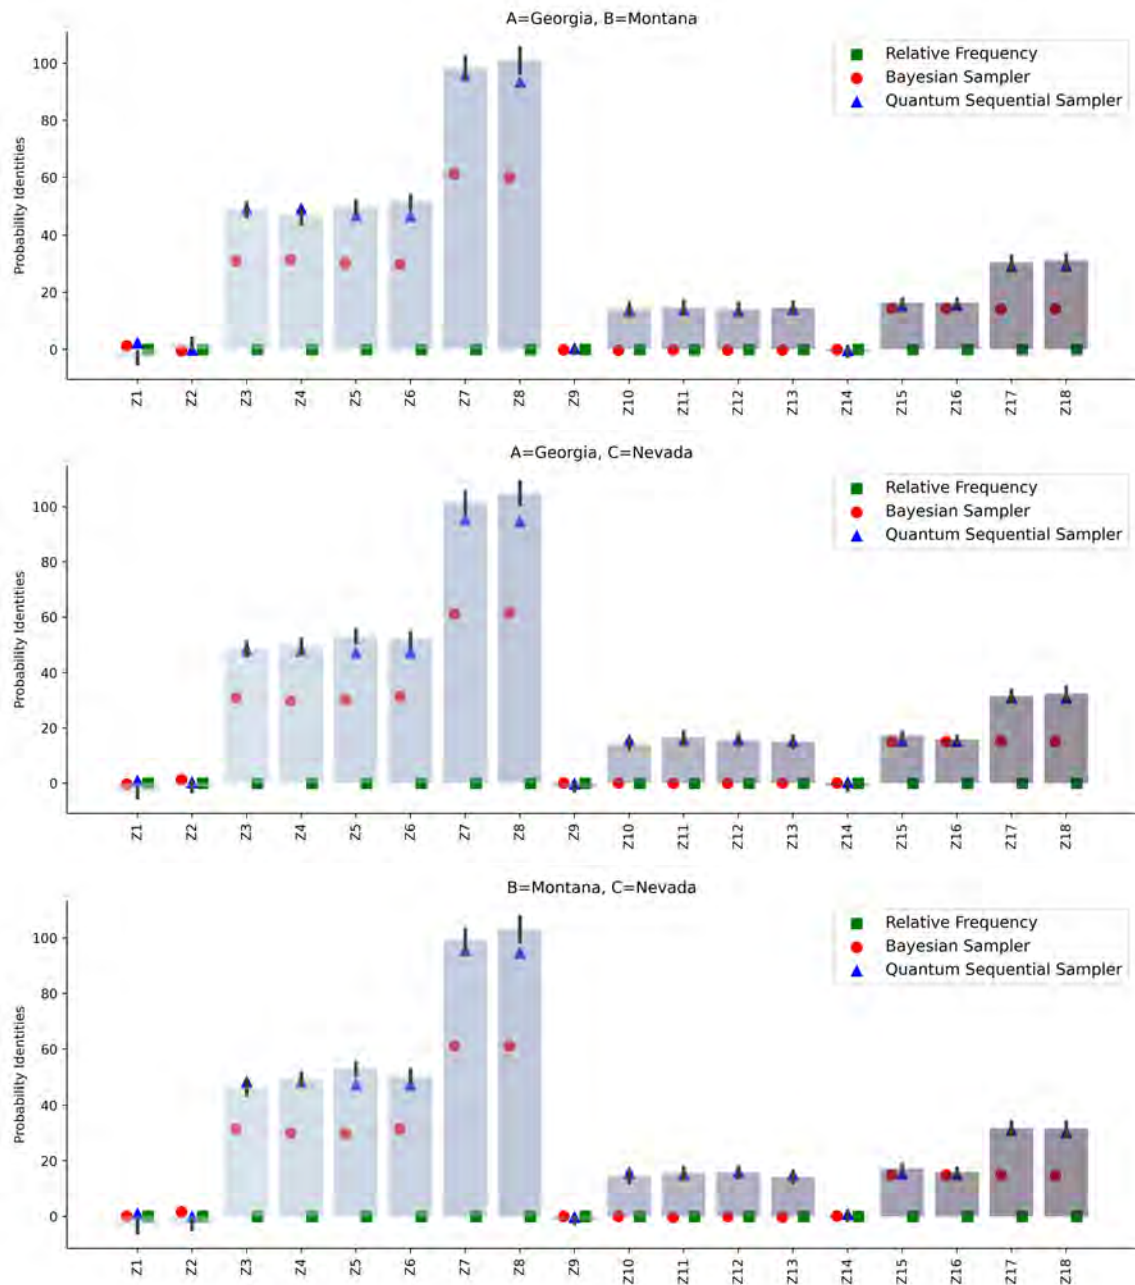 A=Georgia, B=Montana
Probability Identities
100
80
60
40
20
0
Relative Frequency
Bayesian Sampler
Quantum Sequential Sampler
Z1 Z2 Z3 Z4 Z5 Z6 Z7 Z8 Z9 Z10 Z11 Z12 Z13 Z14 Z15 Z16 Z17 Z18
A=Georgia, C=Nevada
Probability Identities
100
80
60
40
20
0
Relative Frequency
Bayesian Sampler
Quantum Sequential Sampler
Z1 Z2 Z3 Z4 Z5 Z6 Z7 Z8 Z9 Z10 Z11 Z12 Z13 Z14 Z15 Z16 Z17 Z18
B=Montana, C=Nevada
Probability Identities
100
80
60
40
20
0
Relative Frequency
Bayesian Sampler
Quantum Sequential Sampler
Z1 Z2 Z3 Z4 Z5 Z6 Z7 Z8 Z9 Z10 Z11 Z12 Z13 Z14 Z15 Z16 Z17 Z18